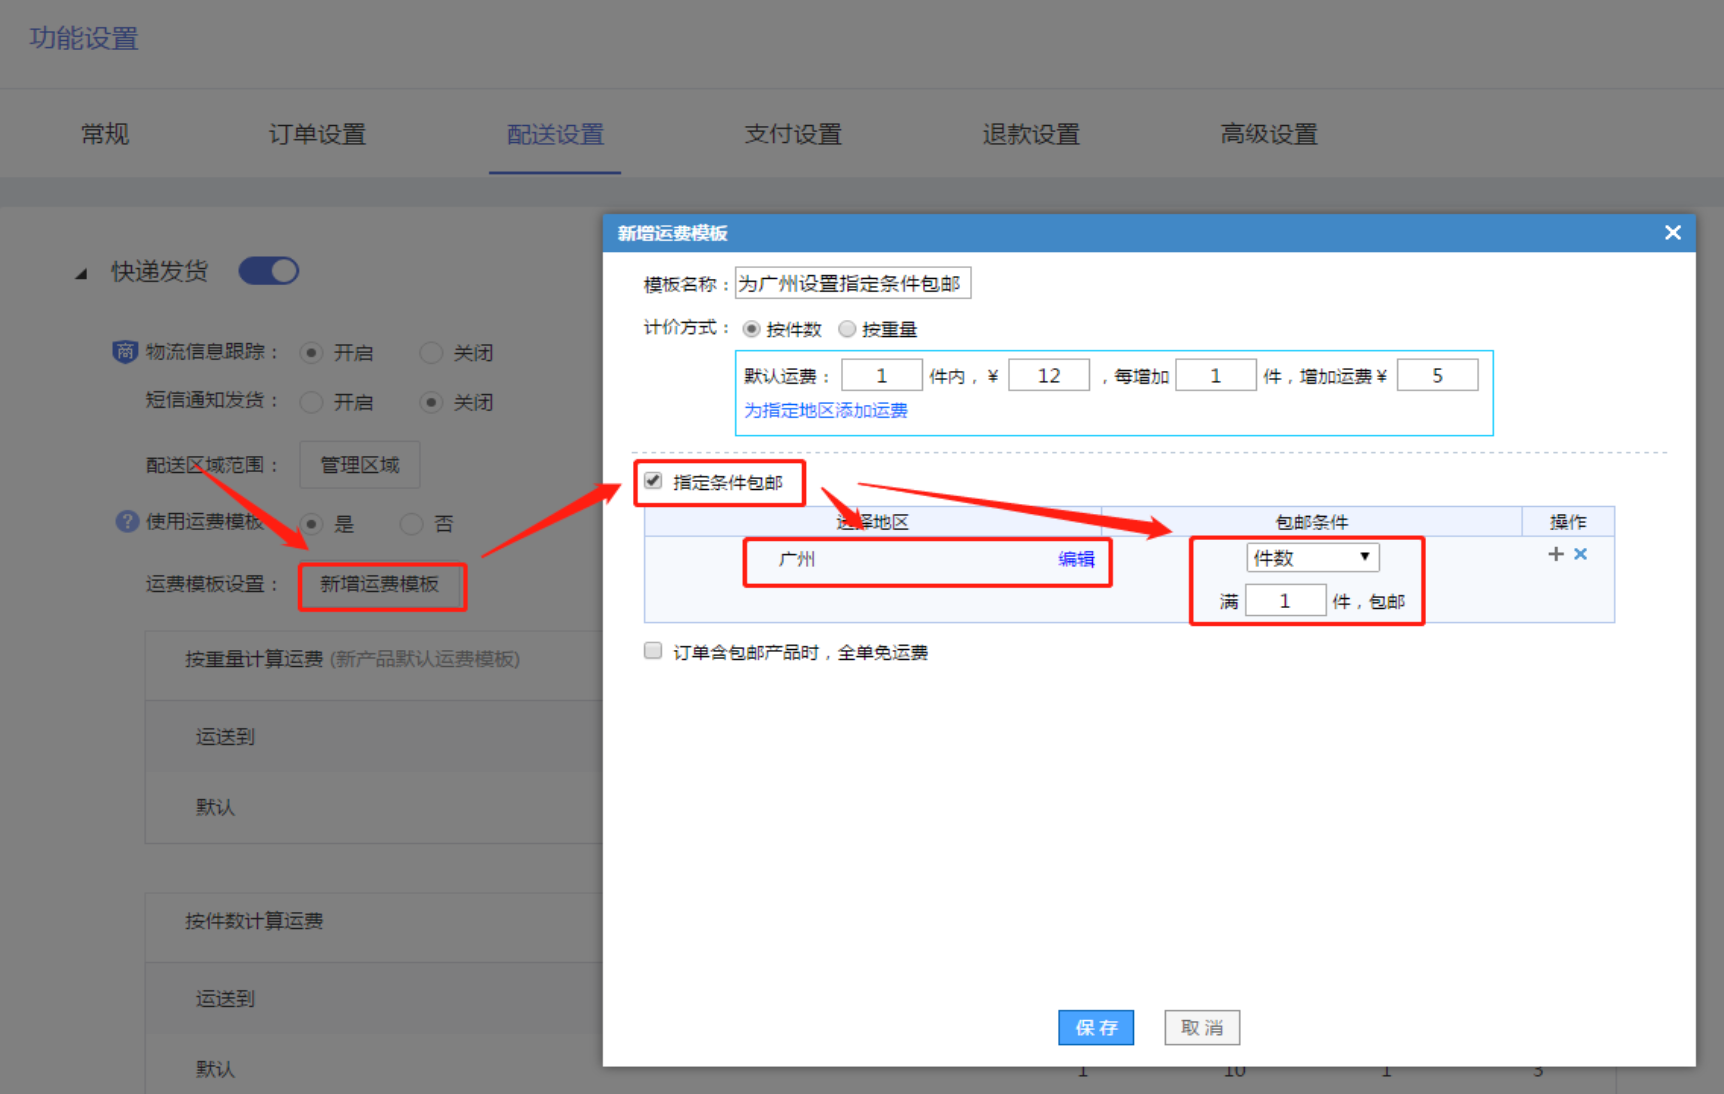 功能设置
常规 订单设置 配送设置 支付设置 退款设置 高级设置
快递发货
商 物流信息跟踪： 开启 关闭
短信通知发货： 开启 关闭
配送区域范围： 管理区域
? 使用运费模板 是 否
运费模板设置： 新增运费模板
按重量计算运费 (新产品默认运费模板)
运送到
默认
按件数计算运费
运送到
默认 1 10 1 3
新增运费模板 ×
模板名称： 为广州设置指定条件包邮
计价方式： 按件数 按重量
默认运费： 1 件内，¥ 12 ，每增加 1 件，增加运费¥ 5
为指定地区添加运费
指定条件包邮
选择地区 包邮条件 操作
广州 编辑 件数 + ×
满 1 件，包邮
订单含包邮产品时，全单免运费
保存 取消